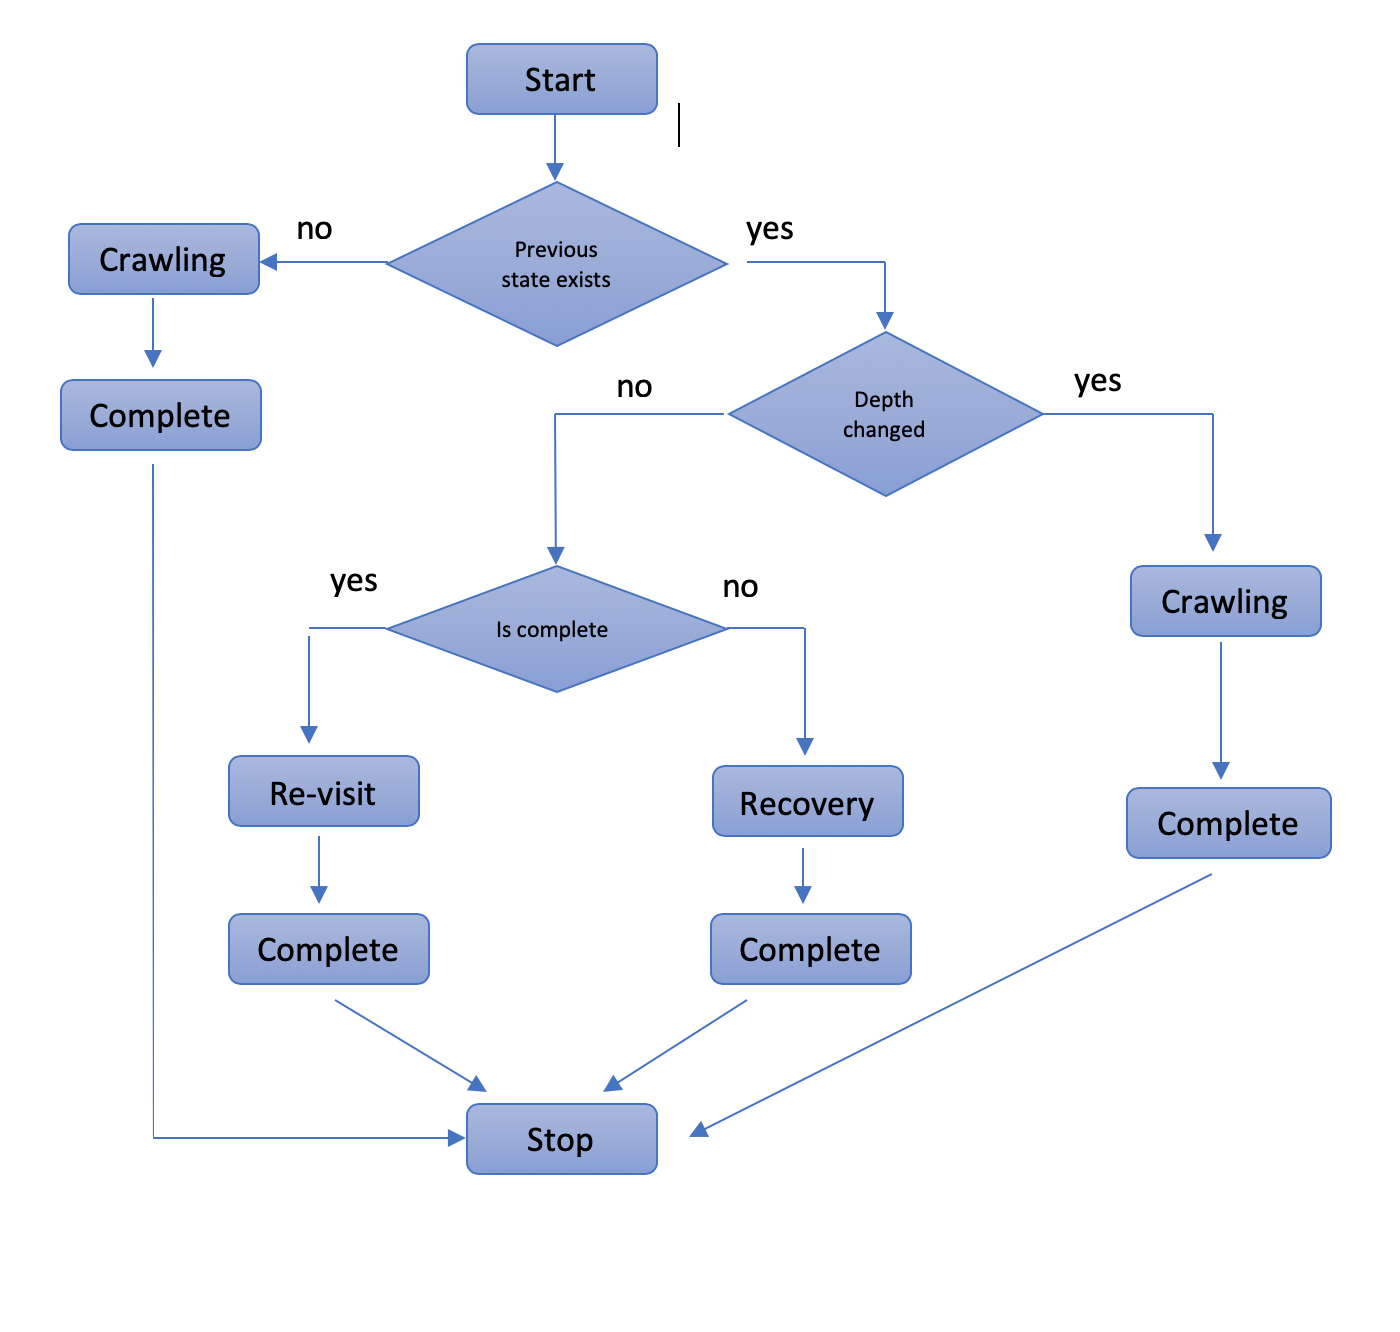 Start
no
yes
Previous
state exists
Crawling
no
yes
Depth
changed
Complete
yes
no
Is complete
Crawling
Re-visit
Recovery
Complete
Complete
Complete
Stop